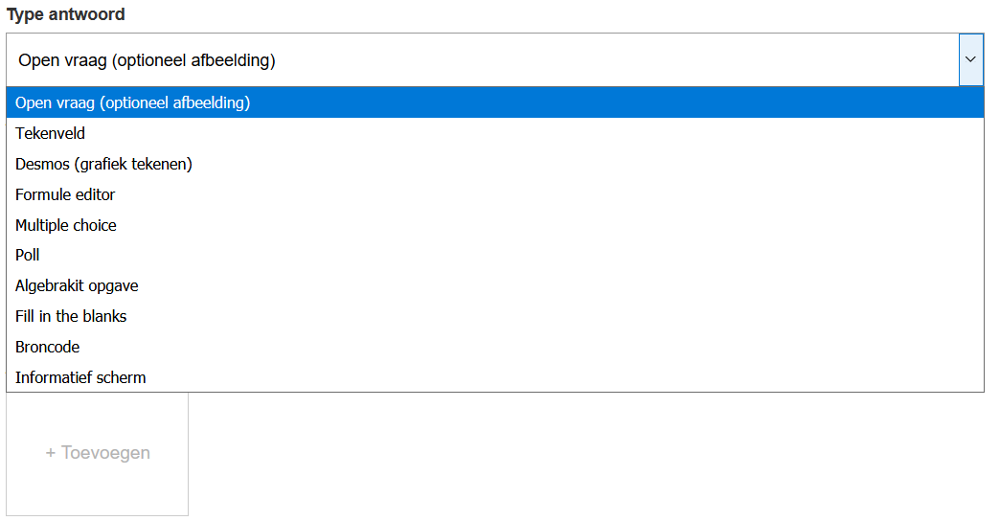 Type antwoord
Open vraag (optioneel afbeelding)
Open vraag (optioneel afbeelding)
Tekenveld
Desmos (grafiek tekenen)
Formule editor
Multiple choice
Poll
Algebrakit opgave
Fill in the blanks
Broncode
Informatief scherm
+ Toevoegen